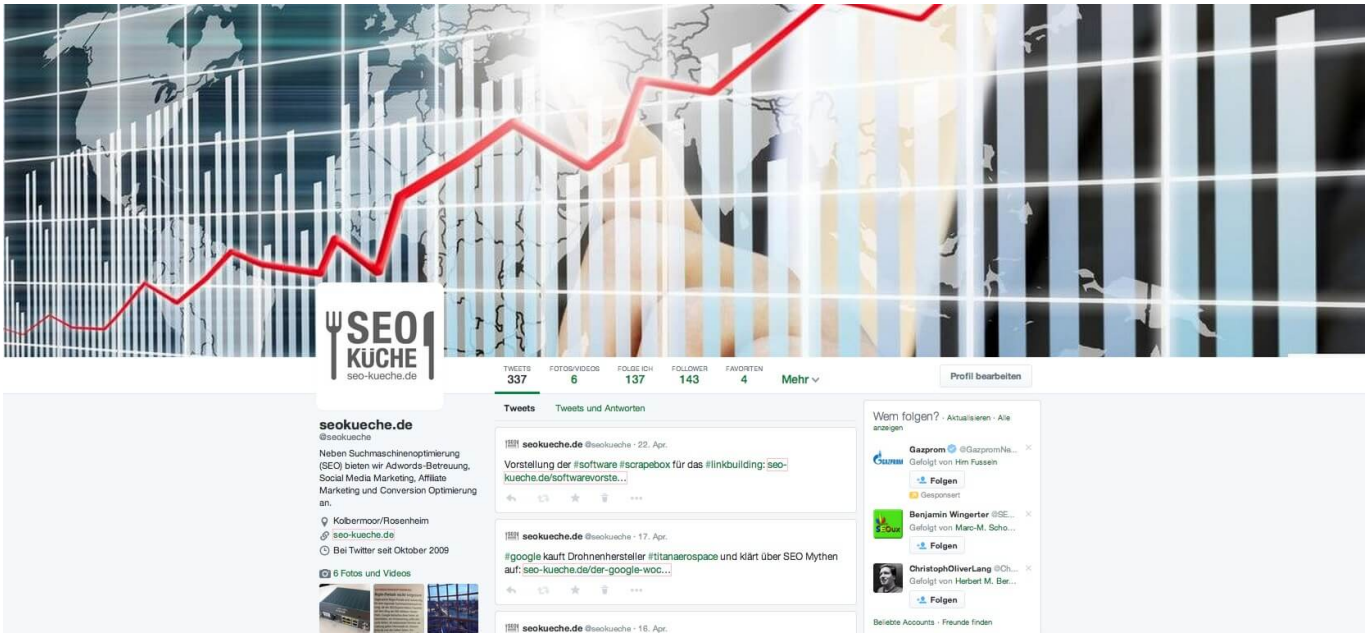 SEO
KÜCHE
seo-kueche.de
TWEETS FOTOS/VIDEOS FOLGE ICH FOLLOWER FAVORITEN
337 6 137 143 4 Mehr
Profil bearbeiten
seokueche.de
@seokueche
Neben Suchmaschinenoptimierung
(SEO) bieten wir Adwords-Betreuung,
Social Media Marketing, Affiliate
Marketing und Conversion Optimierung
an.
Kolbermoor/Rosenheim
seo-kueche.de
Bei Twitter seit Oktober 2009
6 Fotos und Videos
Tweets Tweets und Antworten
seokueche.de @seokueche · 22. Apr.
Vorstellung der #software #scrapebox für das #linkbuilding: seo-
kueche.de/softwarevorste...
seokueche.de @seokueche · 17. Apr.
#google kauft Drohnenhersteller #titanaerospace und klärt über SEO Mythen
auf: seo-kueche.de/der-google-woc...
seokueche.de @seokueche · 16. Apr.
Wem folgen? · Aktualisieren · Alle
anzeigen
GAZPROM
Gazprom @GazpromNa...
Gefolgt von Him Fussein
Folgen
Gesponsert
SEOux
Benjamin Wingerter @SE...
Gefolgt von Marc-M. Scho...
Folgen
ChristophOliverLang @Ch...
Gefolgt von Herbert M. Ber...
Folgen
Beliebte Accounts · Freunde finden